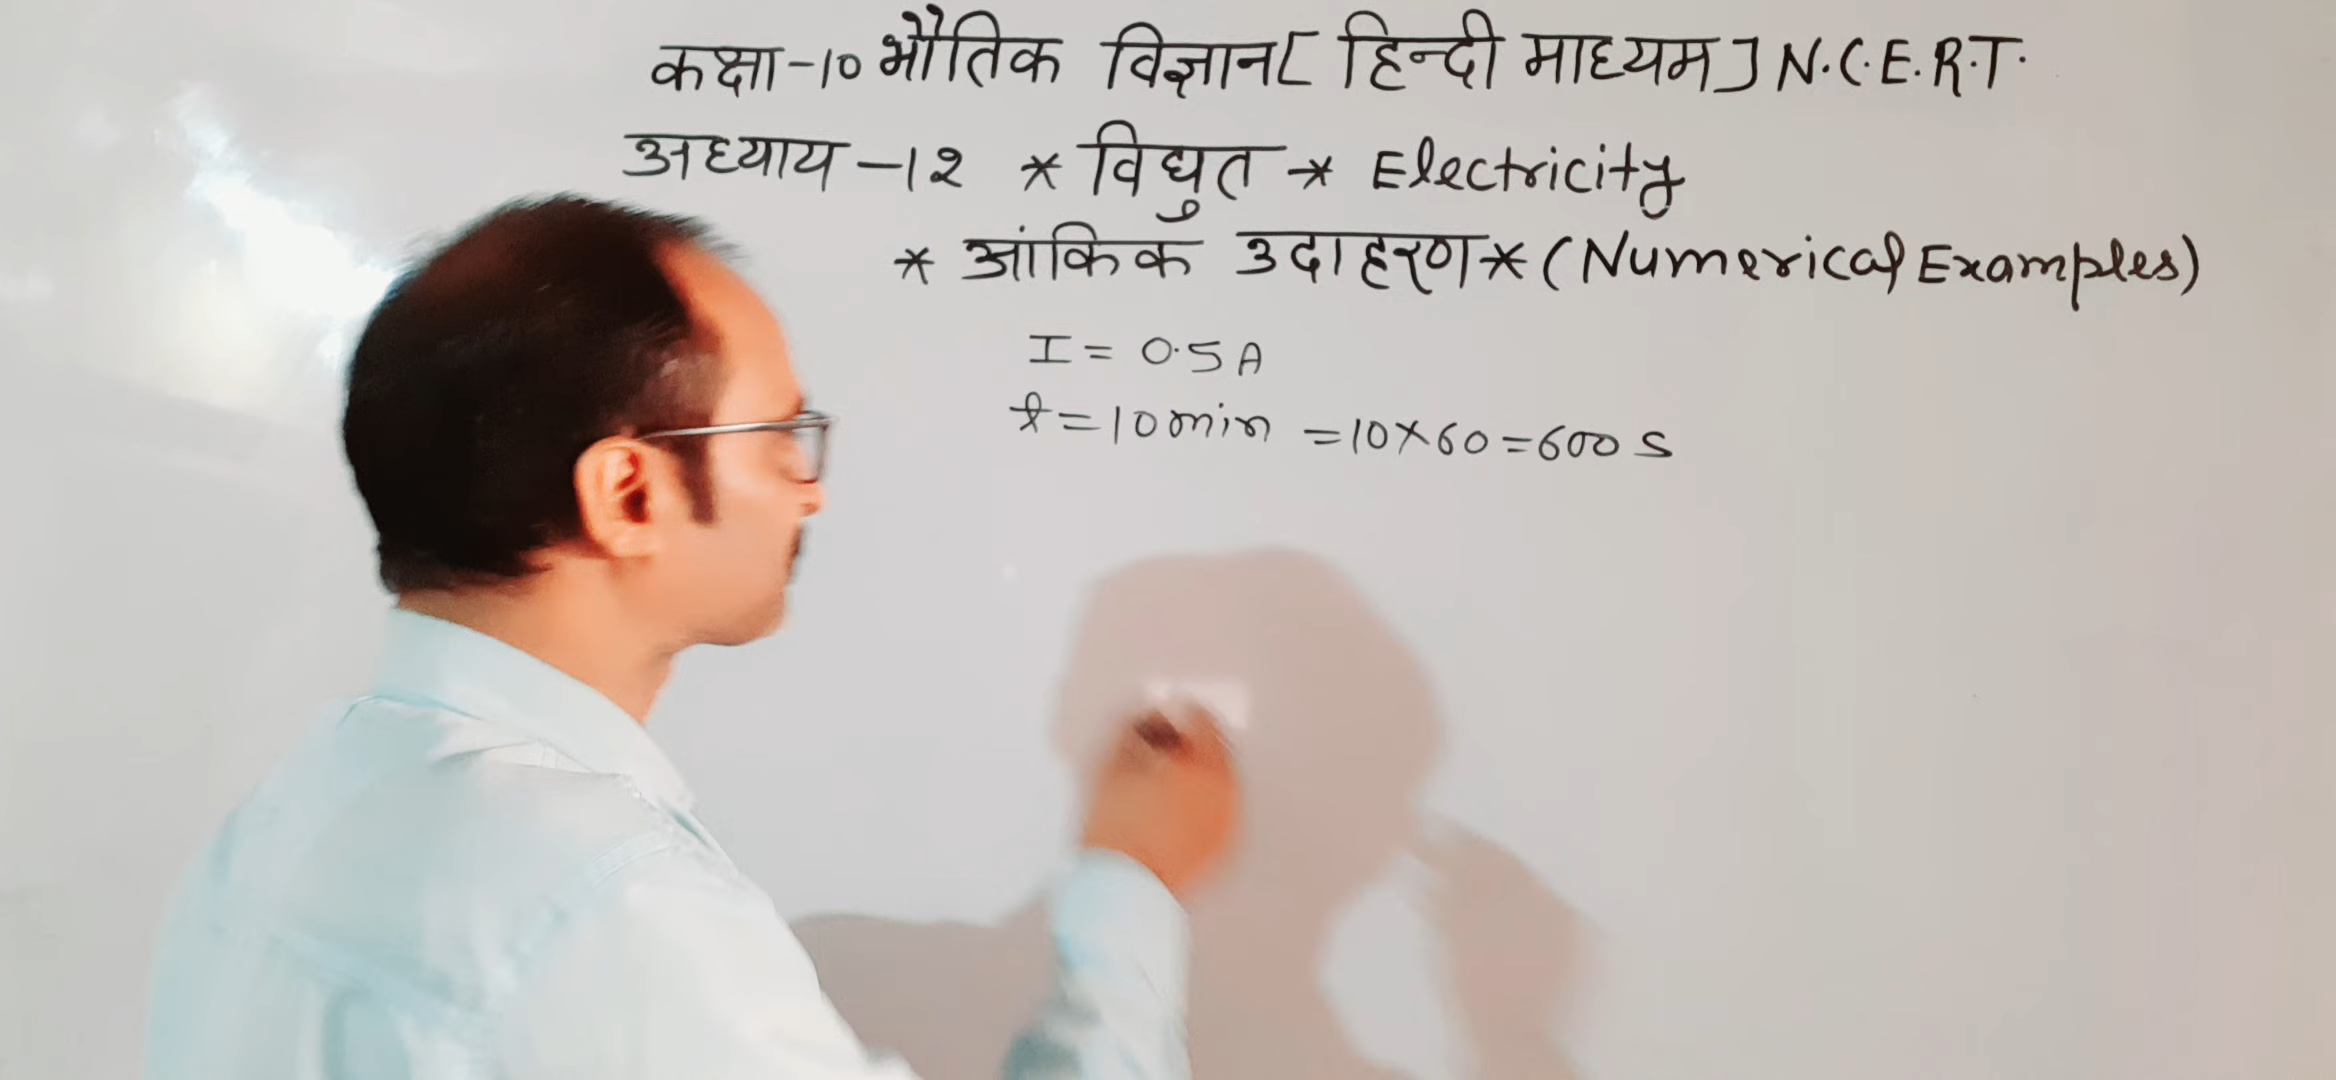 कक्षा-10 भौतिक विज्ञान [ हिन्दी माध्यम ] N.C.E.R.T.
अध्याय -12 * विधुत * Electricity
* आंकिक उदाहरण * (Numerical Examples)
I = 0.5 A
t = 10 min = 10×60 = 600 s